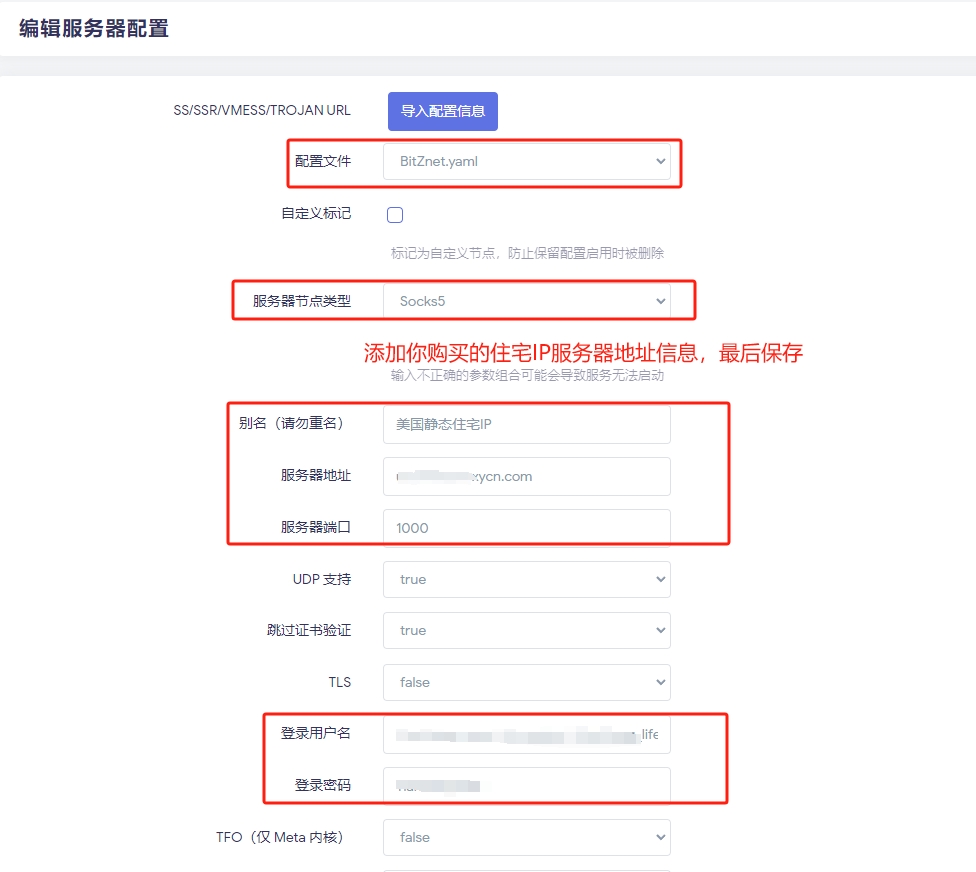 编辑服务器配置
SS/SSR/VMESS/TROJAN URL 导入配置信息
配置文件 BitZnet.yaml
自定义标记
标记为自定义节点，防止保留配置启用时被删除
服务器节点类型 Socks5
添加你购买的住宅IP服务器地址信息，最后保存
输入不正确的参数组合可能会导致服务无法启动
别名（请勿重名） 美国静态住宅IP
服务器地址 ycn.com
服务器端口 1000
UDP 支持 true
跳过证书验证 true
TLS false
登录用户名 life
登录密码
TFO（仅 Meta 内核） false